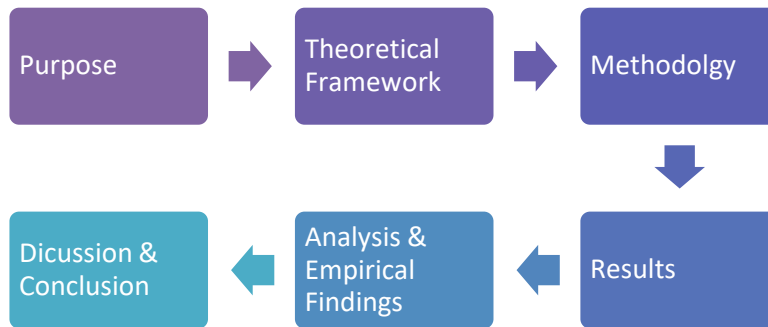 Purpose
Theoretical
Framework
Methodolgy
Results
Analysis &
Empirical
Findings
Dicussion &
Conclusion